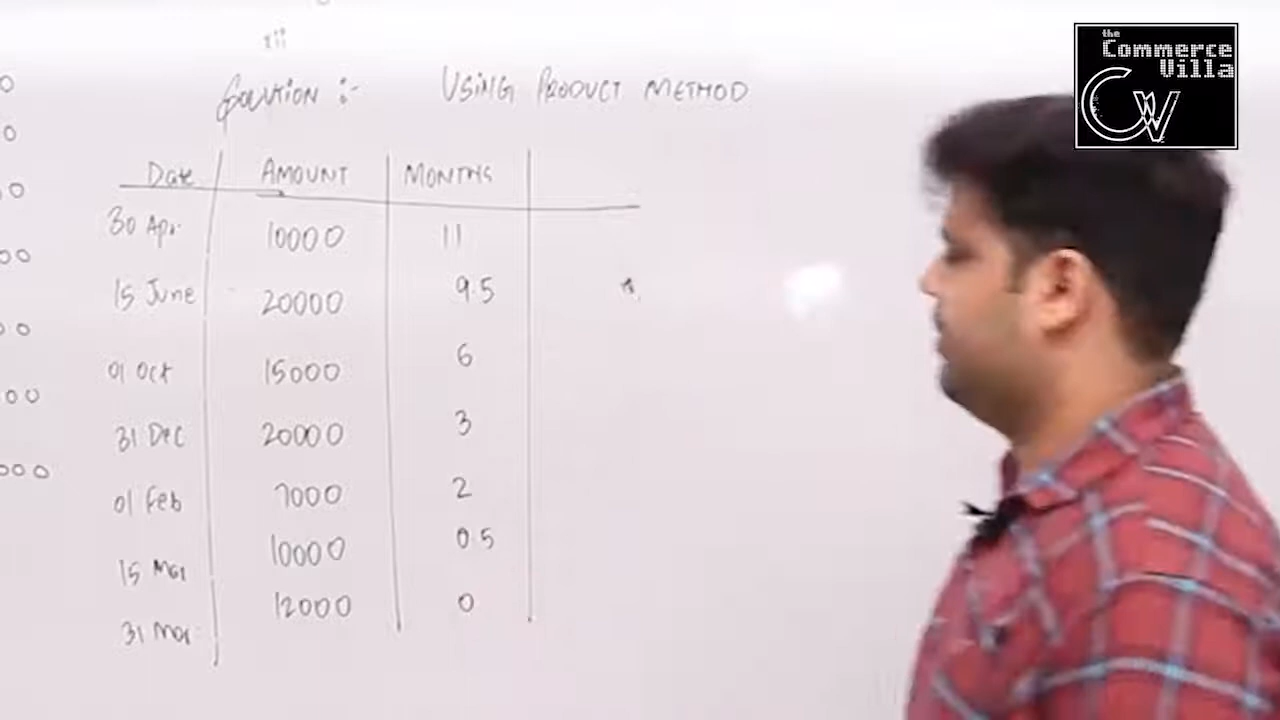 the
Commerce
Villa
CV
xii
Solution :- USING PRODUCT METHOD
Date AMOUNT MONTHS
30 Apr 10000 11
15 June 20000 9.5
01 Oct 15000 6
31 Dec 20000 3
01 Feb 7000 2
15 Mar 10000 0.5
31 Mar 12000 0